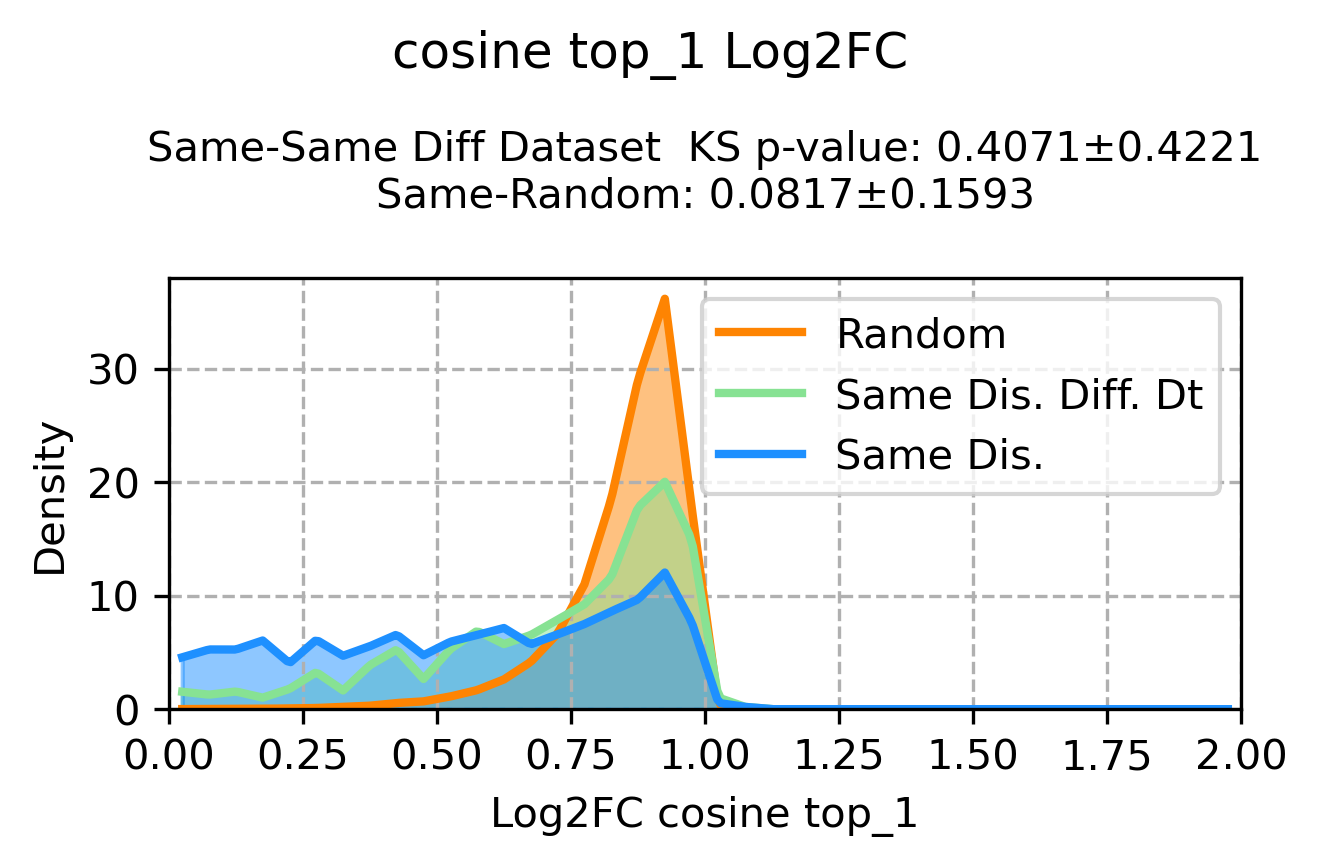 cosine top_1 Log2FC
Same-Same Diff Dataset  KS p-value: 0.4071±0.4221
Same-Random: 0.0817±0.1593
Random
Same Dis. Diff. Dt
Same Dis.
Density
30
20
10
0
0.00 0.25 0.50 0.75 1.00 1.25 1.50 1.75 2.00
Log2FC cosine top_1